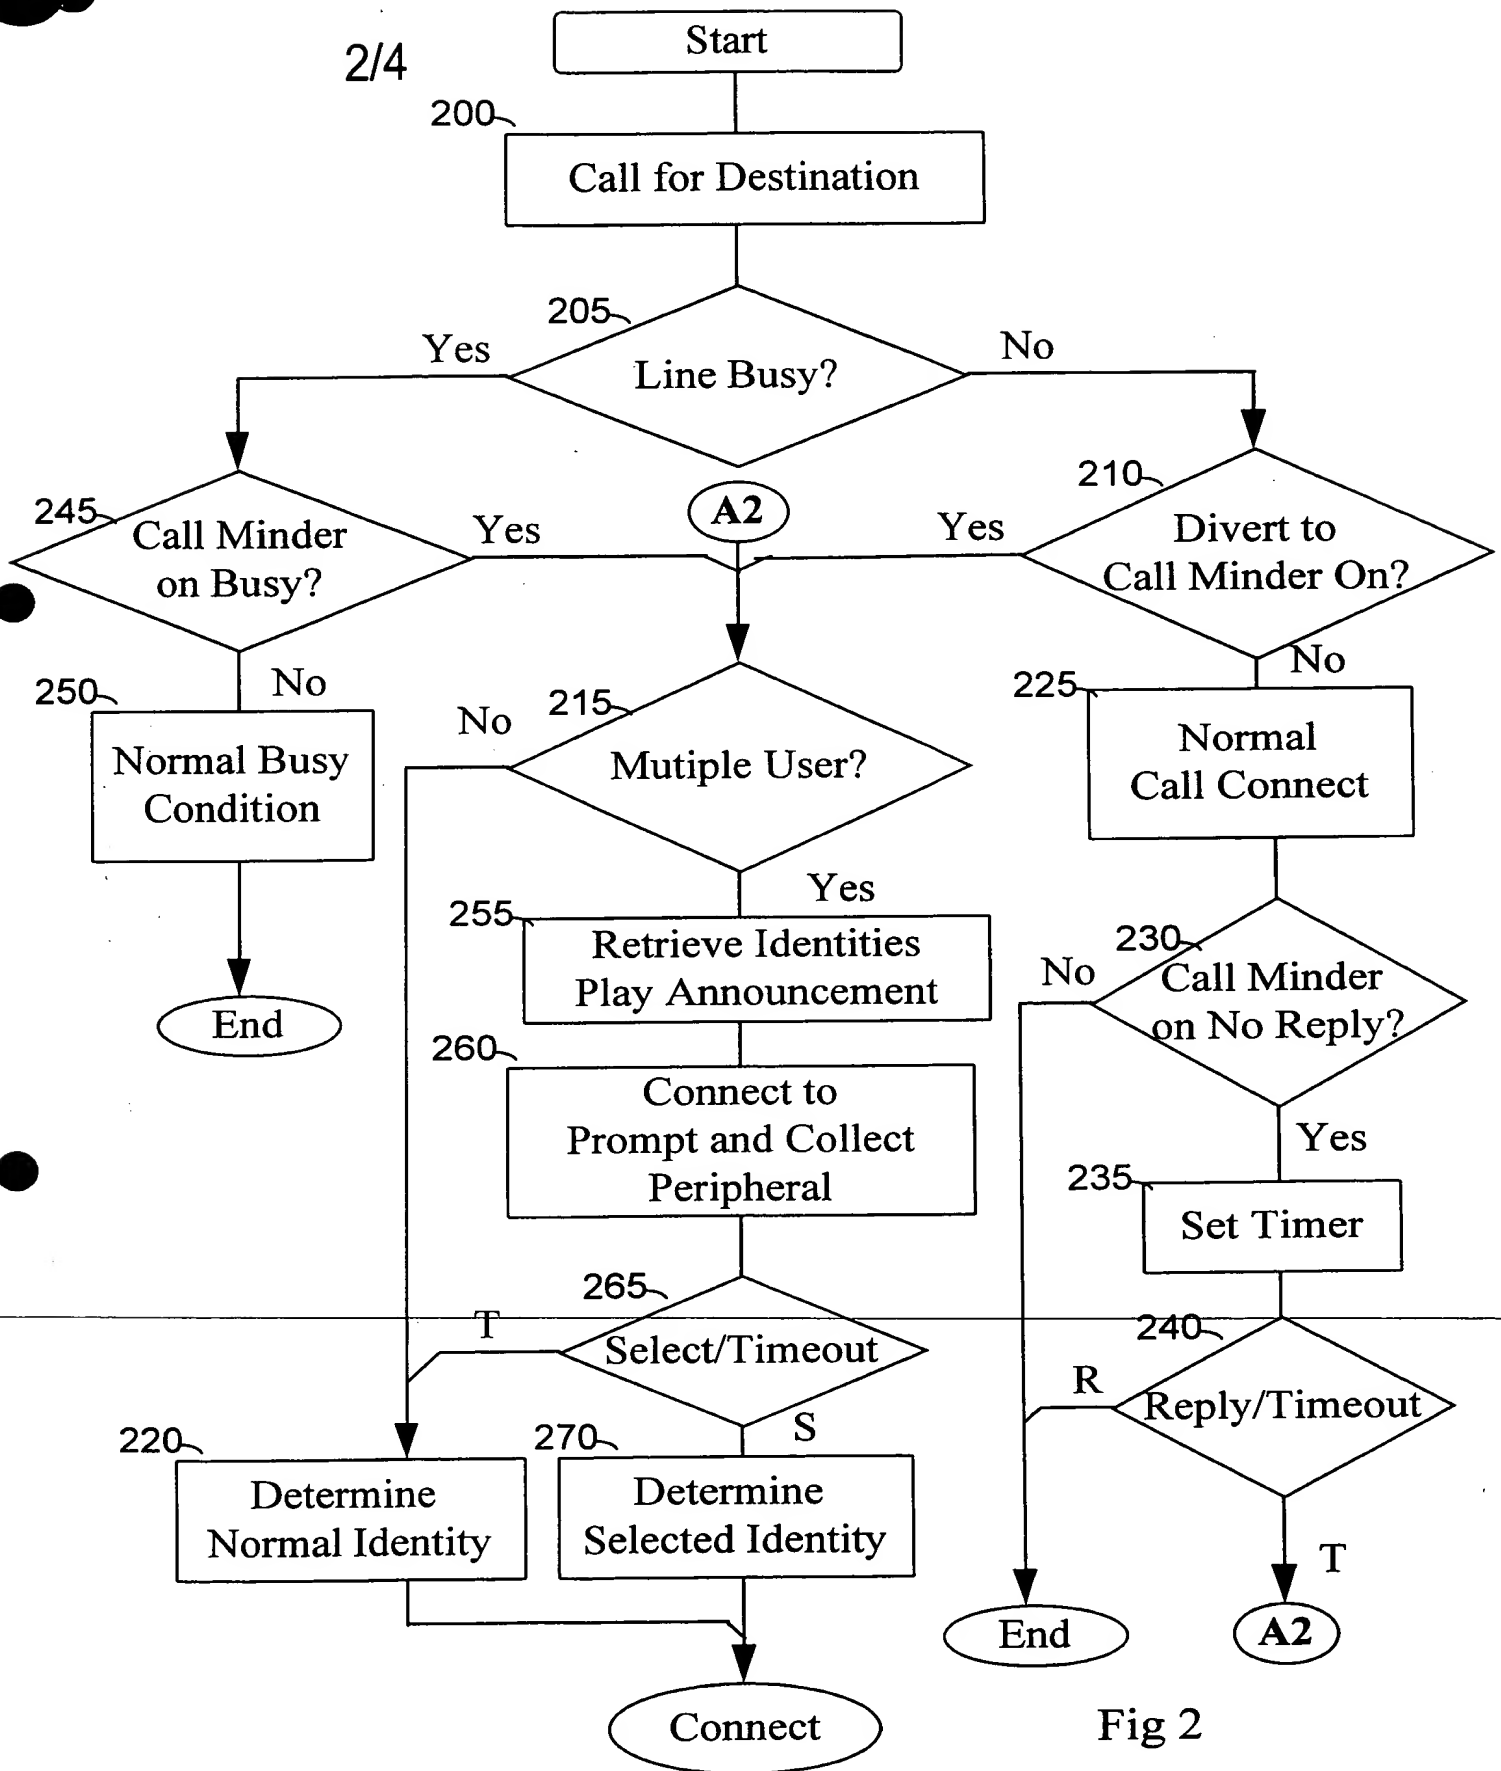 2/4
Start
200
Call for Destination
205
Yes
Line Busy?
No
245
Call Minder
on Busy?
Yes
A2
Yes
210
Divert to
Call Minder On?
No
250
Normal Busy
Condition
End
No
215
Mutiple User?
Yes
No
225
Normal
Call Connect
255
Retrieve Identities
Play Announcement
260
Connect to
Prompt and Collect
Peripheral
265
T
Select/Timeout
S
220
Determine
Normal Identity
270
Determine
Selected Identity
Connect
230
No
Call Minder
on No Reply?
Yes
235
Set Timer
240
R
Reply/Timeout
T
End
A2
Fig 2